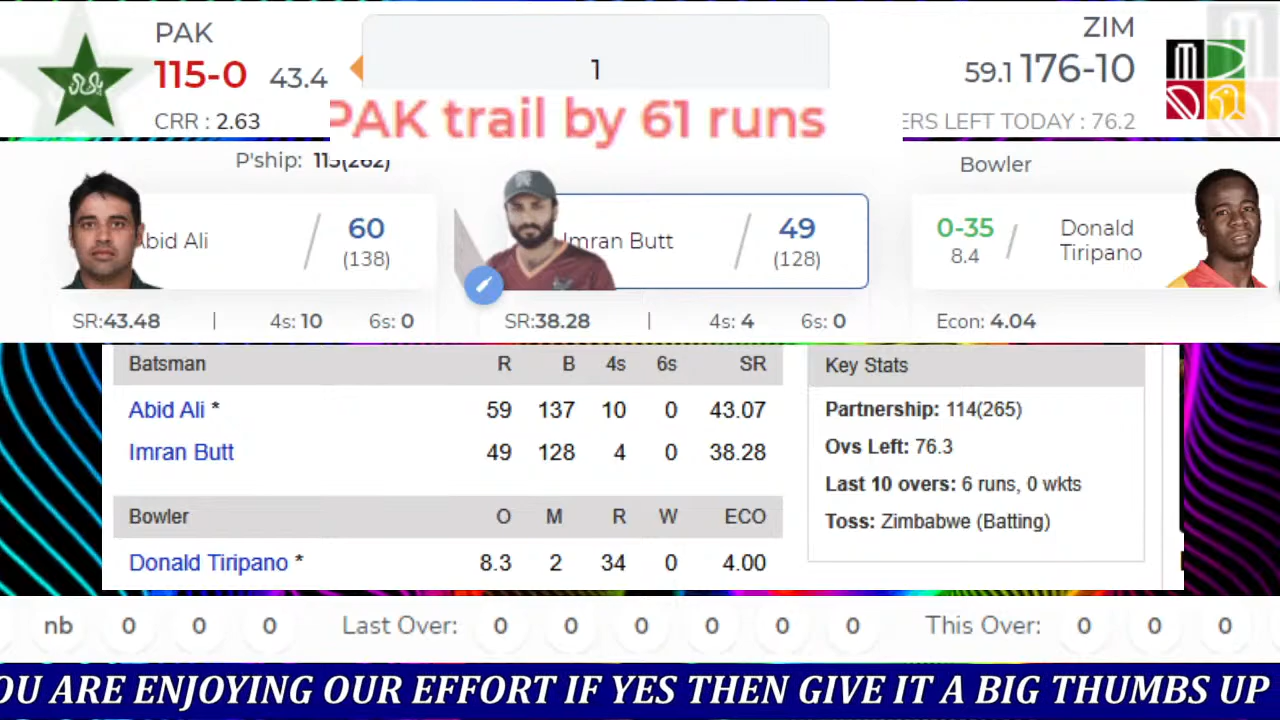 PAK
115-0 43.4
CRR : 2.63
1
PAK trail by 61 runs
ZIM
59.1 176-10
ERS LEFT TODAY : 76.2
P'ship: 115(262)
Abid Ali
60
(138)
SR:43.48 | 4s: 10 6s: 0
Imran Butt
49
(128)
SR:38.28 | 4s: 4 6s: 0
Bowler
0-35
8.4
Donald
Tiripano
Econ: 4.04
Batsman R B 4s 6s SR
Abid Ali * 59 137 10 0 43.07
Imran Butt 49 128 4 0 38.28
Bowler O M R W ECO
Donald Tiripano * 8.3 2 34 0 4.00
Key Stats
Partnership: 114(265)
Ovs Left: 76.3
Last 10 overs: 6 runs, 0 wkts
Toss: Zimbabwe (Batting)
nb 0 0 0 Last Over: 0 0 0 0 0 0 This Over: 0 0 0
OU ARE ENJOYING OUR EFFORT IF YES THEN GIVE IT A BIG THUMBS UP